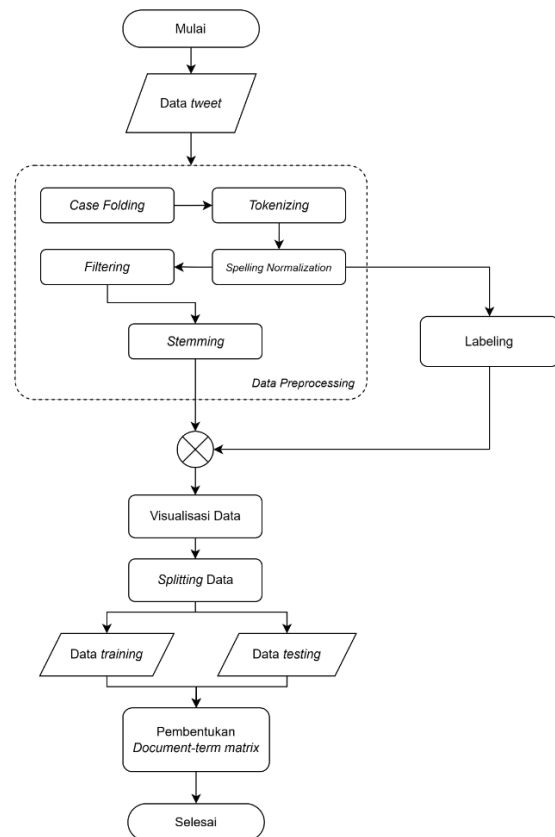 Mulai
Data tweet
Case Folding
Tokenizing
Filtering
Spelling Normalization
Labeling
Stemming
Data Preprocessing
Visualisasi Data
Splitting Data
Data training
Data testing
Pembentukan
Document-term matrix
Selesai